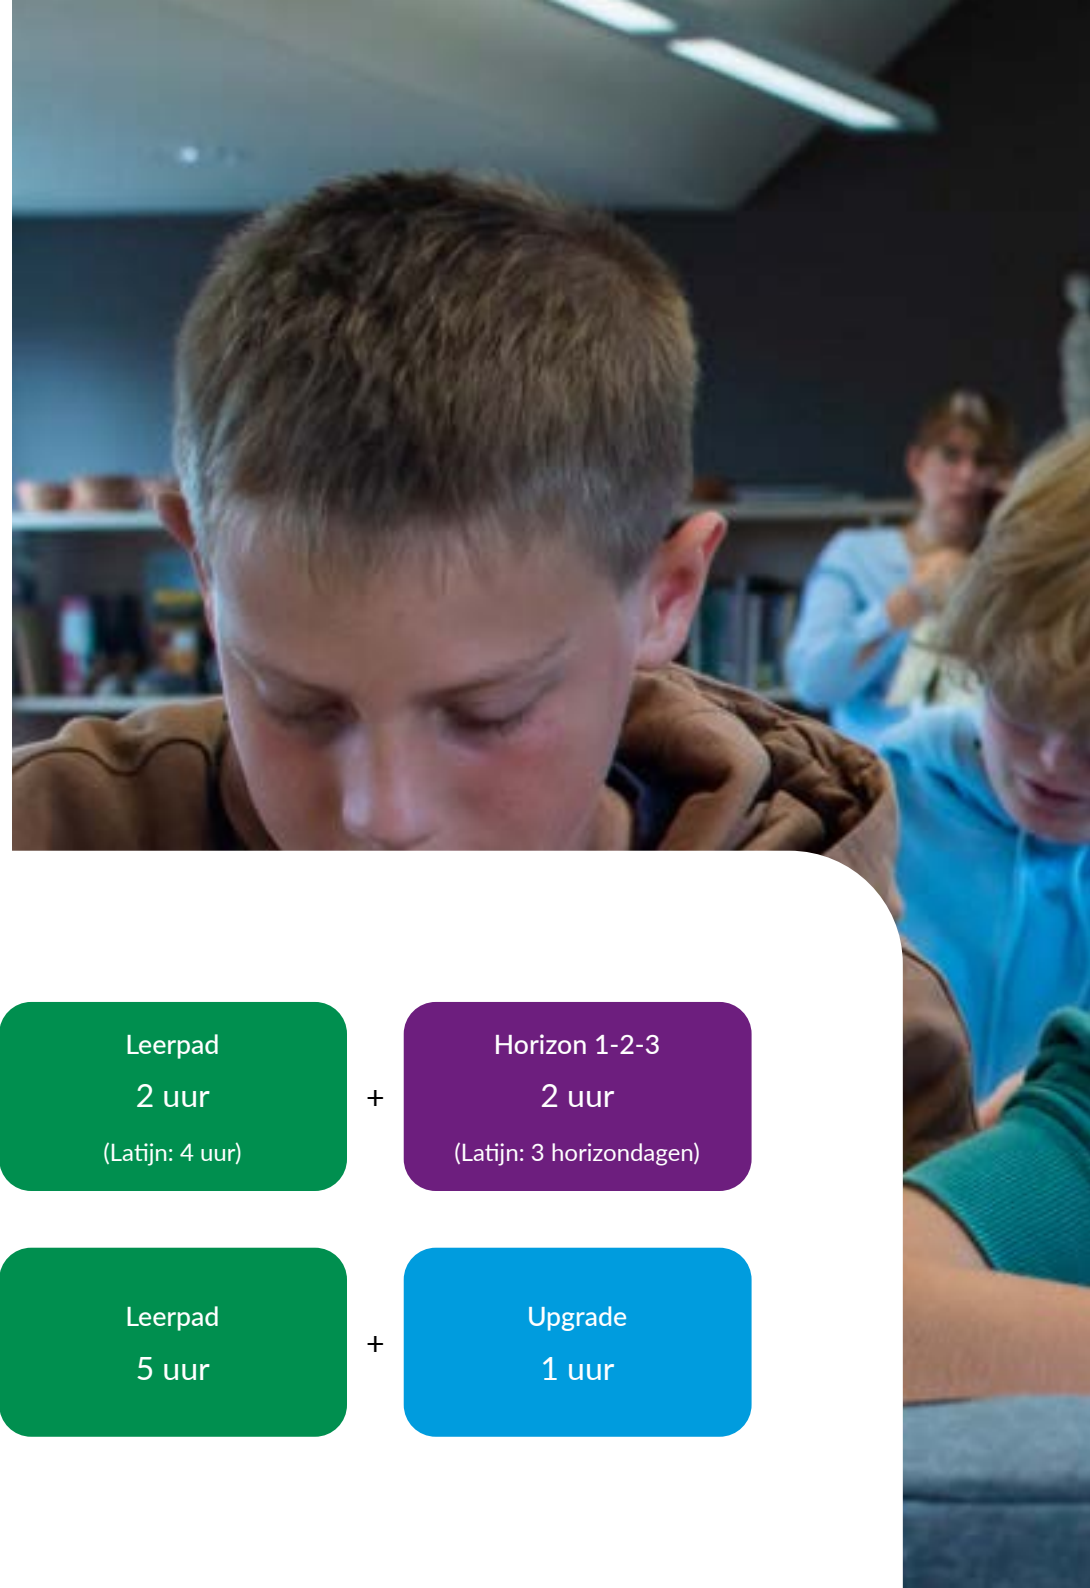 Leerpad
2 uur
(Latijn: 4 uur)
+
Horizon 1-2-3
2 uur
(Latijn: 3 horizondagen)
Leerpad
5 uur
+
Upgrade
1 uur